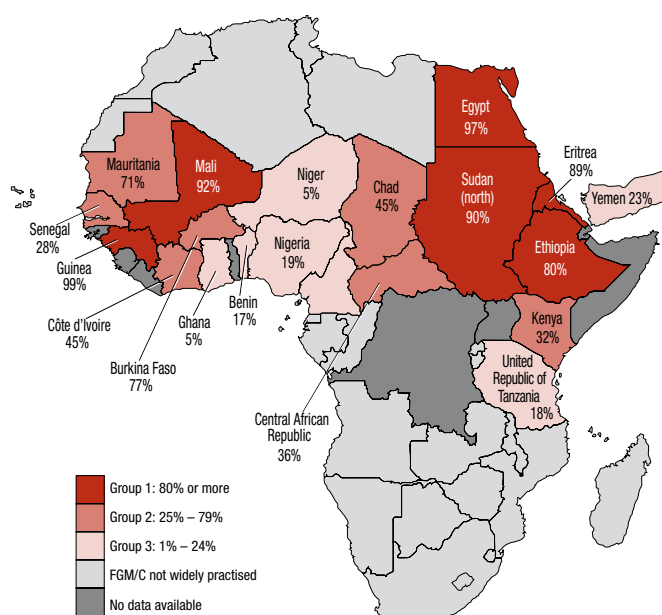 Egypt
97%
Mauritania
71%
Mali
92%
Niger
5%
Chad
45%
Sudan
(north)
90%
Eritrea
89%
Yemen 23%
Senegal
28%
Guinea
99%
Nigeria
19%
Ethiopia
80%
Benin
17%
Côte d'Ivoire
45%
Ghana
5%
Burkina Faso
77%
Kenya
32%
United
Republic of
Tanzania
18%
Central African
Republic
36%
Group 1: 80% or more
Group 2: 25% – 79%
Group 3: 1% – 24%
FGM/C not widely practised
No data available